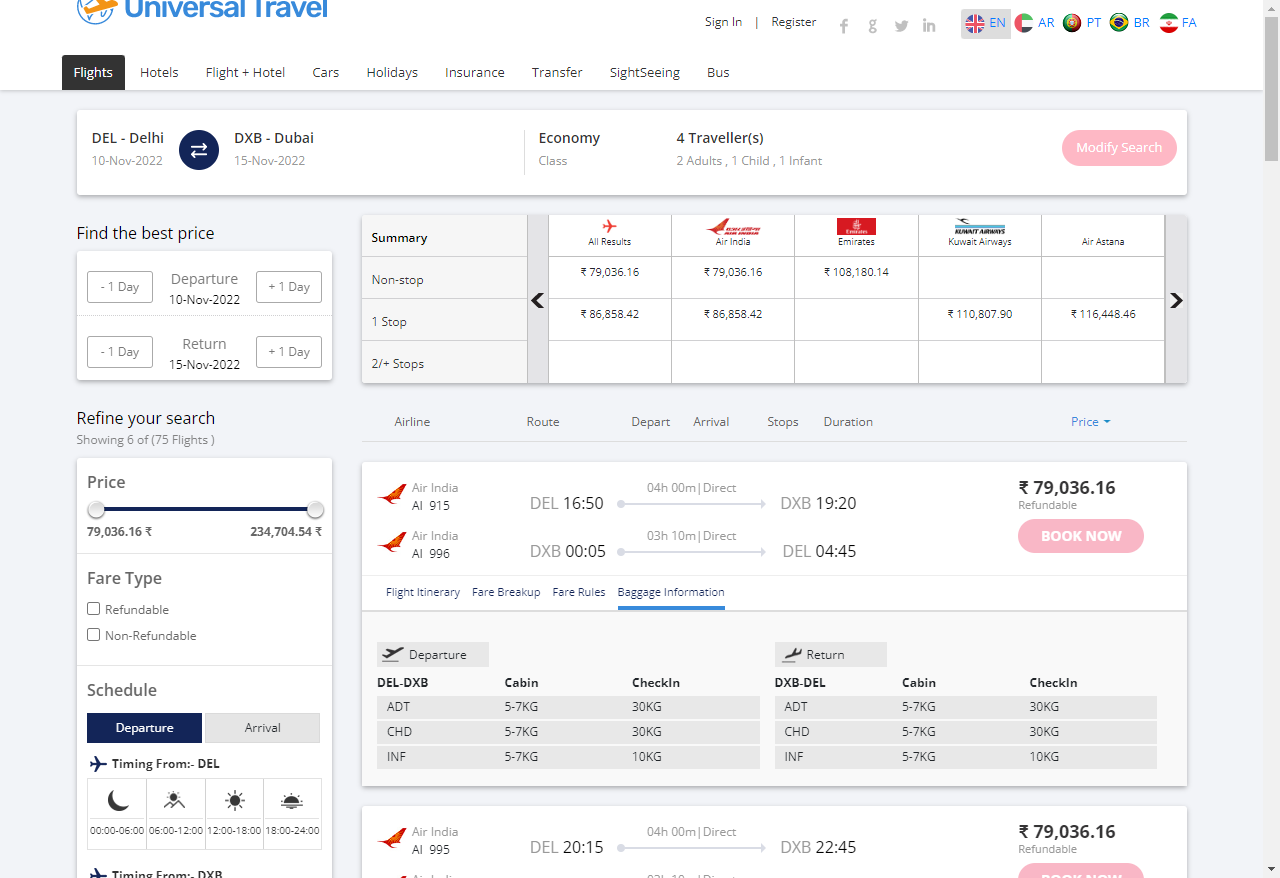 Universal Travel
Sign In | Register
EN AR PT BR FA
Flights Hotels Flight + Hotel Cars Holidays Insurance Transfer SightSeeing Bus
DEL - Delhi DXB - Dubai Economy 4 Traveller(s)
10-Nov-2022 15-Nov-2022 Class 2 Adults , 1 Child , 1 Infant
Modify Search
Find the best price
- 1 Day Departure + 1 Day
10-Nov-2022
- 1 Day Return + 1 Day
15-Nov-2022
Summary All Results Air India Emirates Kuwait Airways Air Astana
Non-stop ₹ 79,036.16 ₹ 79,036.16 ₹ 108,180.14
1 Stop ₹ 86,858.42 ₹ 86,858.42 ₹ 110,807.90 ₹ 116,448.46
2/+ Stops
Refine your search
Showing 6 of (75 Flights )
Price
79,036.16 ₹ 234,704.54 ₹
Fare Type
Refundable
Non-Refundable
Schedule
Departure Arrival
Timing From:- DEL
00:00-06:00 06:00-12:00 12:00-18:00 18:00-24:00
Timing From:- DXB
Airline Route Depart Arrival Stops Duration Price
Air India
AI 915
DEL 16:50 04h 00m|Direct DXB 19:20
Air India
AI 996
DXB 00:05 03h 10m|Direct DEL 04:45
₹ 79,036.16
Refundable
BOOK NOW
Flight Itinerary Fare Breakup Fare Rules Baggage Information
Departure
DEL-DXB Cabin CheckIn
ADT 5-7KG 30KG
CHD 5-7KG 30KG
INF 5-7KG 10KG
Return
DXB-DEL Cabin CheckIn
ADT 5-7KG 30KG
CHD 5-7KG 30KG
INF 5-7KG 10KG
Air India
AI 995
DEL 20:15 04h 00m|Direct DXB 22:45
₹ 79,036.16
Refundable
BOOK NOW
Air India 03h 10m|Direct